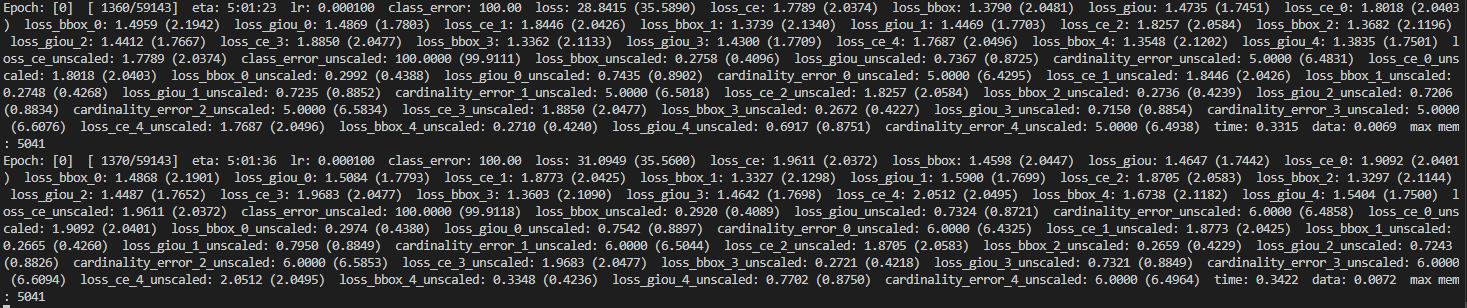 Epoch: [0]  [ 1360/59143]  eta: 5:01:23  lr: 0.000100  class_error: 100.00  loss: 28.8415 (35.5890)  loss_ce: 1.7789 (2.0374)  loss_bbox: 1.3790 (2.0481)  loss_giou: 1.4735 (1.7451)  loss_ce_0: 1.8018 (2.0403
)  loss_bbox_0: 1.4959 (2.1942)  loss_giou_0: 1.4869 (1.7803)  loss_ce_1: 1.8446 (2.0426)  loss_bbox_1: 1.3739 (2.1340)  loss_giou_1: 1.4469 (1.7703)  loss_ce_2: 1.8257 (2.0584)  loss_bbox_2: 1.3682 (2.1196)
 loss_giou_2: 1.4412 (1.7667)  loss_ce_3: 1.8850 (2.0477)  loss_bbox_3: 1.3362 (2.1133)  loss_giou_3: 1.4300 (1.7709)  loss_ce_4: 1.7687 (2.0496)  loss_bbox_4: 1.3548 (2.1202)  loss_giou_4: 1.3835 (1.7501)  l
oss_ce_unscaled: 1.7789 (2.0374)  class_error_unscaled: 100.0000 (99.9111)  loss_bbox_unscaled: 0.2758 (0.4096)  loss_giou_unscaled: 0.7367 (0.8725)  cardinality_error_unscaled: 5.0000 (6.4831)  loss_ce_0_uns
caled: 1.8018 (2.0403)  loss_bbox_0_unscaled: 0.2992 (0.4388)  loss_giou_0_unscaled: 0.7435 (0.8902)  cardinality_error_0_unscaled: 5.0000 (6.4295)  loss_ce_1_unscaled: 1.8446 (2.0426)  loss_bbox_1_unscaled:
0.2748 (0.4268)  loss_giou_1_unscaled: 0.7235 (0.8852)  cardinality_error_1_unscaled: 5.0000 (6.5018)  loss_ce_2_unscaled: 1.8257 (2.0584)  loss_bbox_2_unscaled: 0.2736 (0.4239)  loss_giou_2_unscaled: 0.7206
(0.8834)  cardinality_error_2_unscaled: 5.0000 (6.5834)  loss_ce_3_unscaled: 1.8850 (2.0477)  loss_bbox_3_unscaled: 0.2672 (0.4227)  loss_giou_3_unscaled: 0.7150 (0.8854)  cardinality_error_3_unscaled: 5.0000
 (6.6076)  loss_ce_4_unscaled: 1.7687 (2.0496)  loss_bbox_4_unscaled: 0.2710 (0.4240)  loss_giou_4_unscaled: 0.6917 (0.8751)  cardinality_error_4_unscaled: 5.0000 (6.4938)  time: 0.3315  data: 0.0069  max mem
: 5041
Epoch: [0]  [ 1370/59143]  eta: 5:01:36  lr: 0.000100  class_error: 100.00  loss: 31.0949 (35.5600)  loss_ce: 1.9611 (2.0372)  loss_bbox: 1.4598 (2.0447)  loss_giou: 1.4647 (1.7442)  loss_ce_0: 1.9092 (2.0401
)  loss_bbox_0: 1.4868 (2.1901)  loss_giou_0: 1.5084 (1.7793)  loss_ce_1: 1.8773 (2.0425)  loss_bbox_1: 1.3327 (2.1298)  loss_giou_1: 1.5900 (1.7699)  loss_ce_2: 1.8705 (2.0583)  loss_bbox_2: 1.3297 (2.1144)
 loss_giou_2: 1.4487 (1.7652)  loss_ce_3: 1.9683 (2.0477)  loss_bbox_3: 1.3603 (2.1090)  loss_giou_3: 1.4642 (1.7698)  loss_ce_4: 2.0512 (2.0495)  loss_bbox_4: 1.6738 (2.1182)  loss_giou_4: 1.5404 (1.7500)  l
oss_ce_unscaled: 1.9611 (2.0372)  class_error_unscaled: 100.0000 (99.9118)  loss_bbox_unscaled: 0.2920 (0.4089)  loss_giou_unscaled: 0.7324 (0.8721)  cardinality_error_unscaled: 6.0000 (6.4858)  loss_ce_0_uns
caled: 1.9092 (2.0401)  loss_bbox_0_unscaled: 0.2974 (0.4380)  loss_giou_0_unscaled: 0.7542 (0.8897)  cardinality_error_0_unscaled: 6.0000 (6.4325)  loss_ce_1_unscaled: 1.8773 (2.0425)  loss_bbox_1_unscaled:
0.2665 (0.4260)  loss_giou_1_unscaled: 0.7950 (0.8849)  cardinality_error_1_unscaled: 6.0000 (6.5044)  loss_ce_2_unscaled: 1.8705 (2.0583)  loss_bbox_2_unscaled: 0.2659 (0.4229)  loss_giou_2_unscaled: 0.7243
(0.8826)  cardinality_error_2_unscaled: 6.0000 (6.5853)  loss_ce_3_unscaled: 1.9683 (2.0477)  loss_bbox_3_unscaled: 0.2721 (0.4218)  loss_giou_3_unscaled: 0.7321 (0.8849)  cardinality_error_3_unscaled: 6.0000
 (6.6094)  loss_ce_4_unscaled: 2.0512 (2.0495)  loss_bbox_4_unscaled: 0.3348 (0.4236)  loss_giou_4_unscaled: 0.7702 (0.8750)  cardinality_error_4_unscaled: 6.0000 (6.4964)  time: 0.3422  data: 0.0072  max mem
: 5041